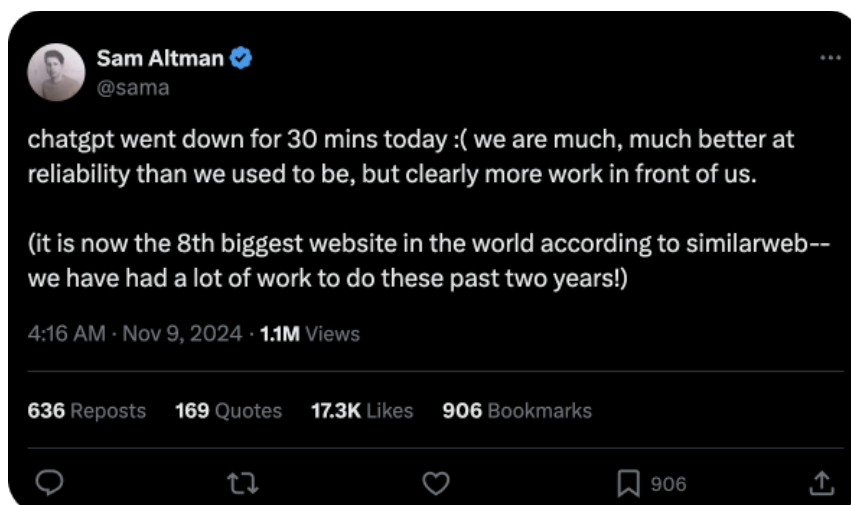 Sam Altman
@sama
chatgpt went down for 30 mins today :( we are much, much better at
reliability than we used to be, but clearly more work in front of us.
(it is now the 8th biggest website in the world according to similarweb--
we have had a lot of work to do these past two years!)
4:16 AM · Nov 9, 2024 · 1.1M Views
636 Reposts 169 Quotes 17.3K Likes 906 Bookmarks
906